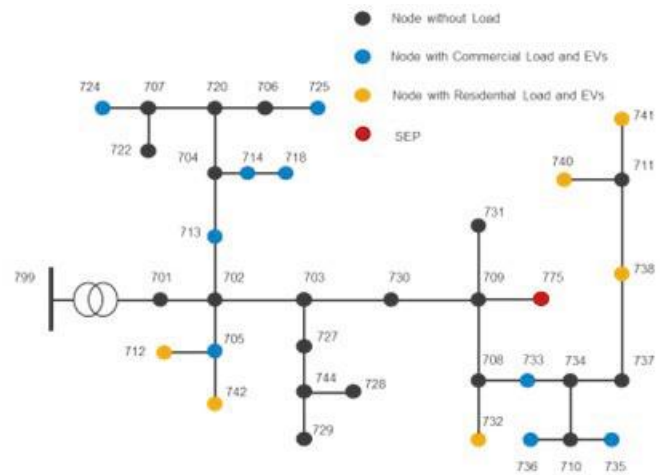 Node without Load
Node with Commercial Load and EVs
Node with Residential Load and EVs
SEP
724 707 720 706 725
722
704 714 718
713
741
740 711
731
738
799 701 702 703 730 709 775
712 705 727
742
744 728
729
708 733 734 737
732
736 710 735